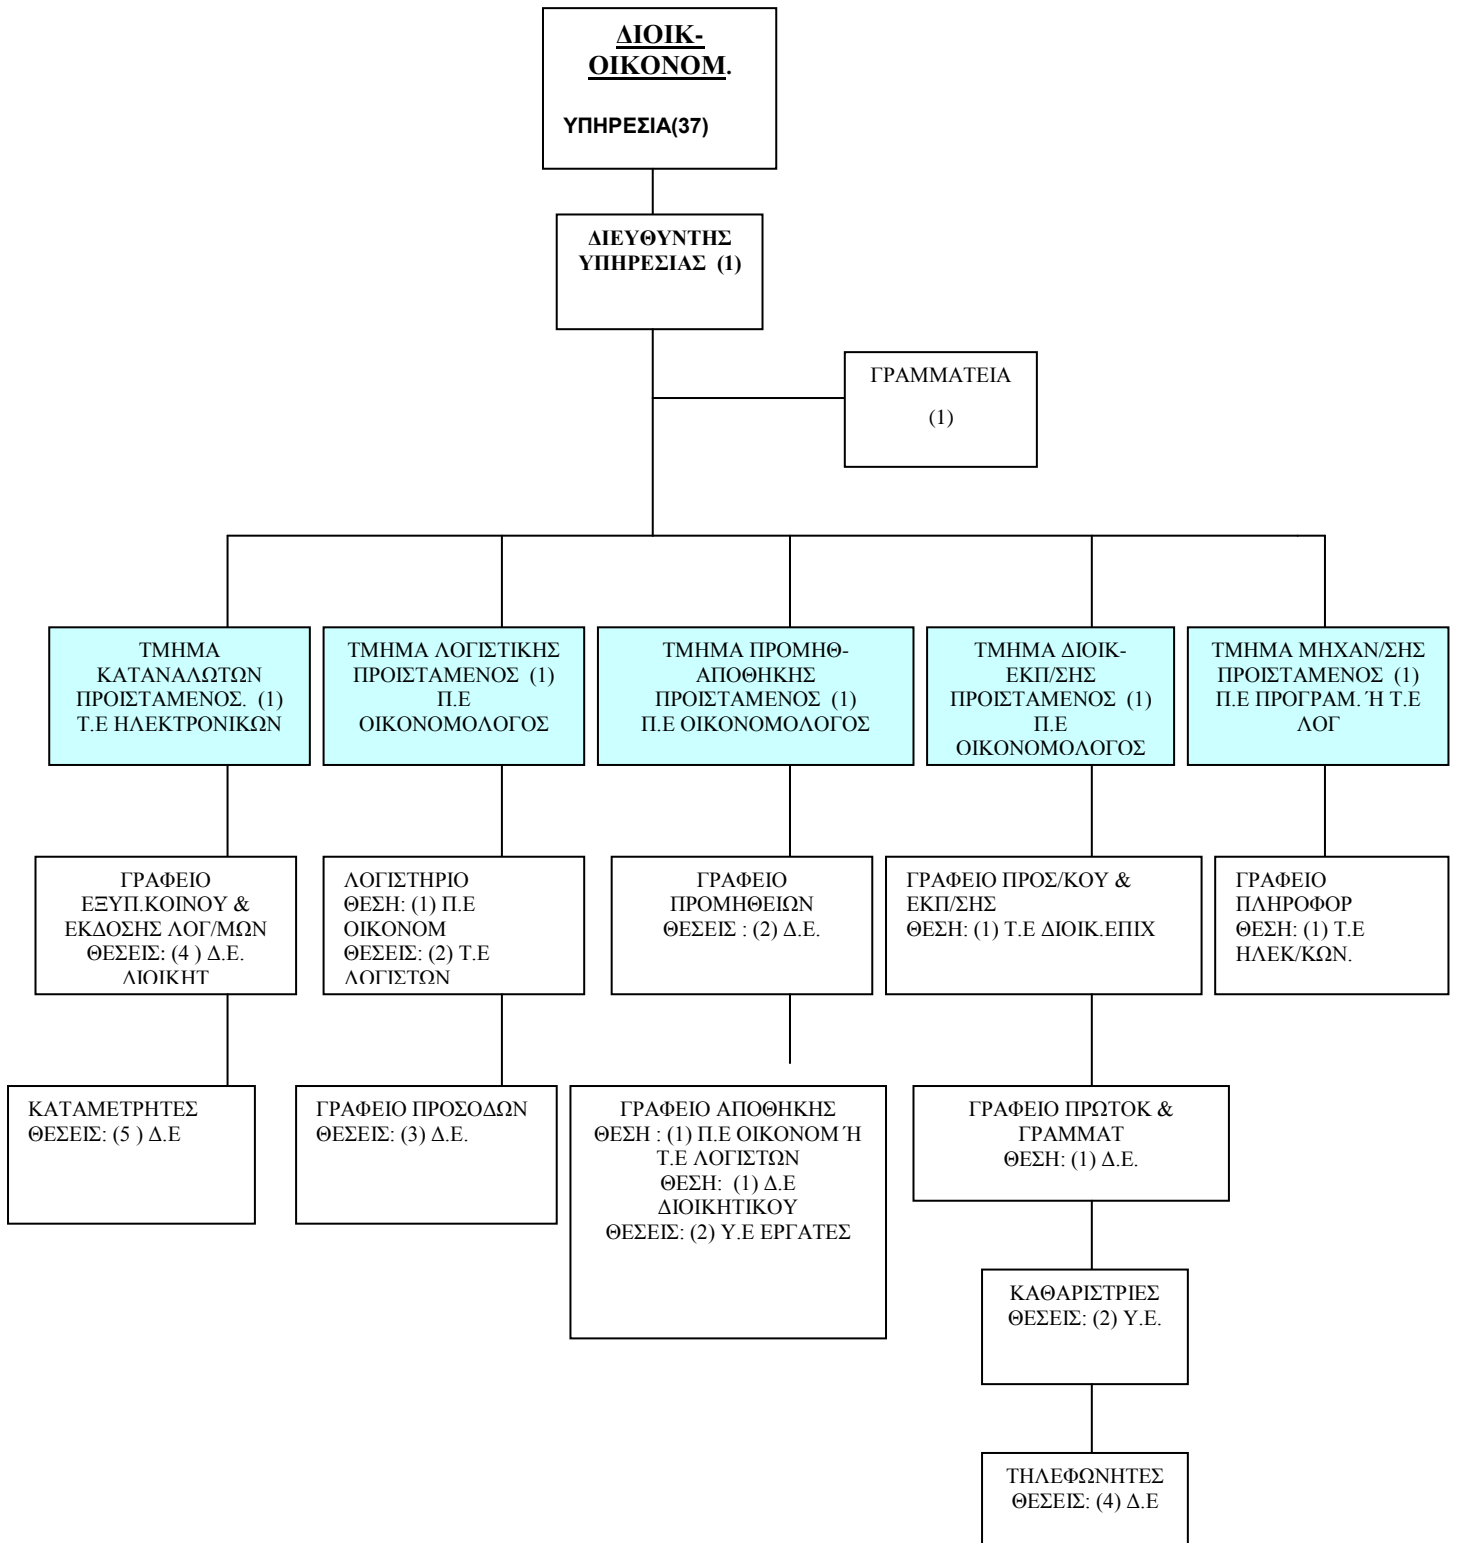 ΔΙΟΙΚ-
ΟΙΚΟΝΟΜ.
ΥΠΗΡΕΣΙΑ(37)
ΔΙΕΥΘΥΝΤΗΣ
ΥΠΗΡΕΣΙΑΣ (1)
ΓΡΑΜΜΑΤΕΙΑ
(1)
ΤΜΗΜΑ
ΚΑΤΑΝΑΛΩΤΩΝ
ΠΡΟΙΣΤΑΜΕΝΟΣ. (1)
Τ.Ε ΗΛΕΚΤΡΟΝΙΚΩΝ
ΤΜΗΜΑ ΛΟΓΙΣΤΙΚΗΣ
ΠΡΟΙΣΤΑΜΕΝΟΣ (1)
Π.Ε
ΟΙΚΟΝΟΜΟΛΟΓΟΣ
ΤΜΗΜΑ ΠΡΟΜΗΘ-
ΑΠΟΘΗΚΗΣ
ΠΡΟΙΣΤΑΜΕΝΟΣ (1)
Π.Ε ΟΙΚΟΝΟΜΟΛΟΓΟΣ
ΤΜΗΜΑ ΔΙΟΙΚ-
ΕΚΠ/ΣΗΣ
ΠΡΟΙΣΤΑΜΕΝΟΣ (1)
Π.Ε
ΟΙΚΟΝΟΜΟΛΟΓΟΣ
ΤΜΗΜΑ ΜΗΧΑΝ/ΣΗΣ
ΠΡΟΙΣΤΑΜΕΝΟΣ (1)
Π.Ε ΠΡΟΓΡΑΜ. Ή Τ.Ε
ΛΟΓ
ΓΡΑΦΕΙΟ
ΕΞΥΠ.ΚΟΙΝΟΥ &
ΕΚΔΟΣΗΣ ΛΟΓ/ΜΩΝ
ΘΕΣΕΙΣ: (4 ) Δ.Ε.
ΔΙΟΙΚΗΤ
ΛΟΓΙΣΤΗΡΙΟ
ΘΕΣΗ: (1) Π.Ε
ΟΙΚΟΝΟΜ
ΘΕΣΕΙΣ: (2) Τ.Ε
ΛΟΓΙΣΤΩΝ
ΓΡΑΦΕΙΟ
ΠΡΟΜΗΘΕΙΩΝ
ΘΕΣΕΙΣ : (2) Δ.Ε.
ΓΡΑΦΕΙΟ ΠΡΟΣ/ΚΟΥ &
ΕΚΠ/ΣΗΣ
ΘΕΣΗ: (1) Τ.Ε ΔΙΟΙΚ.ΕΠΙΧ
ΓΡΑΦΕΙΟ
ΠΛΗΡΟΦΟΡ
ΘΕΣΗ: (1) Τ.Ε
ΗΛΕΚ/ΚΩΝ.
ΚΑΤΑΜΕΤΡΗΤΕΣ
ΘΕΣΕΙΣ: (5 ) Δ.Ε
ΓΡΑΦΕΙΟ ΠΡΟΣΟΔΩΝ
ΘΕΣΕΙΣ: (3) Δ.Ε.
ΓΡΑΦΕΙΟ ΑΠΟΘΗΚΗΣ
ΘΕΣΗ : (1) Π.Ε ΟΙΚΟΝΟΜ Ή
Τ.Ε ΛΟΓΙΣΤΩΝ
ΘΕΣΗ: (1) Δ.Ε
ΔΙΟΙΚΗΤΙΚΟΥ
ΘΕΣΕΙΣ: (2) Υ.Ε ΕΡΓΑΤΕΣ
ΓΡΑΦΕΙΟ ΠΡΩΤΟΚ &
ΓΡΑΜΜΑΤ
ΘΕΣΗ: (1) Δ.Ε.
ΚΑΘΑΡΙΣΤΡΙΕΣ
ΘΕΣΕΙΣ: (2) Υ.Ε.
ΤΗΛΕΦΩΝΗΤΕΣ
ΘΕΣΕΙΣ: (4) Δ.Ε